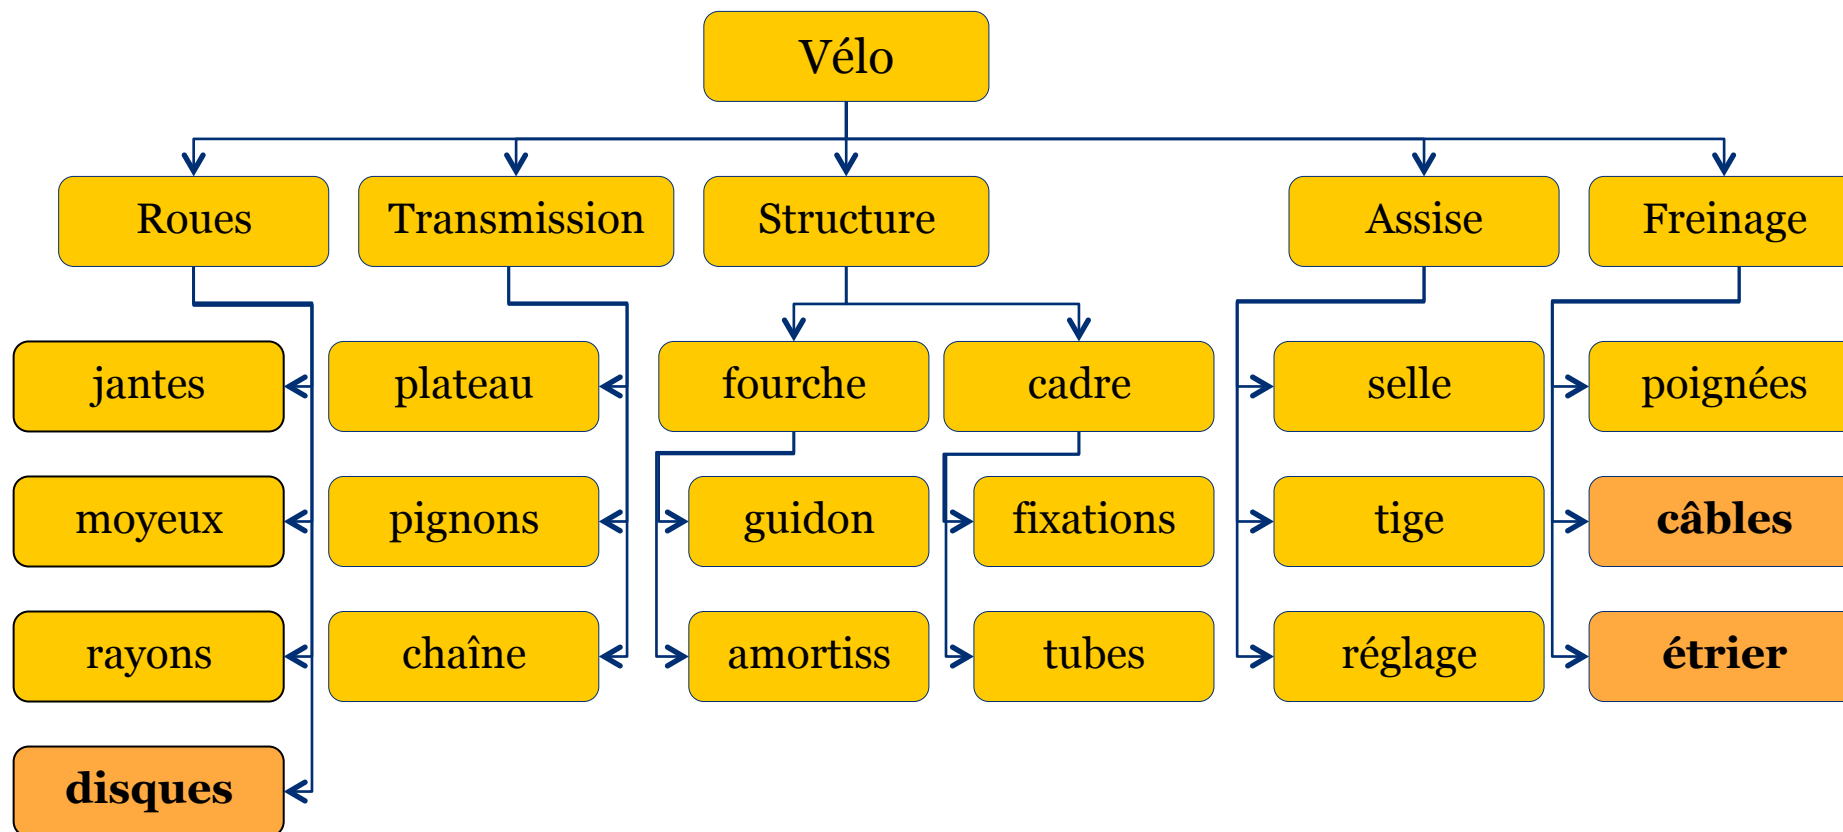 Vélo
Roues
Transmission
Structure
Assise
Freinage
jantes
plateau
fourche
cadre
selle
poignées
moyeux
pignons
guidon
fixations
tige
câbles
rayons
chaîne
amortiss
tubes
réglage
étrier
disques